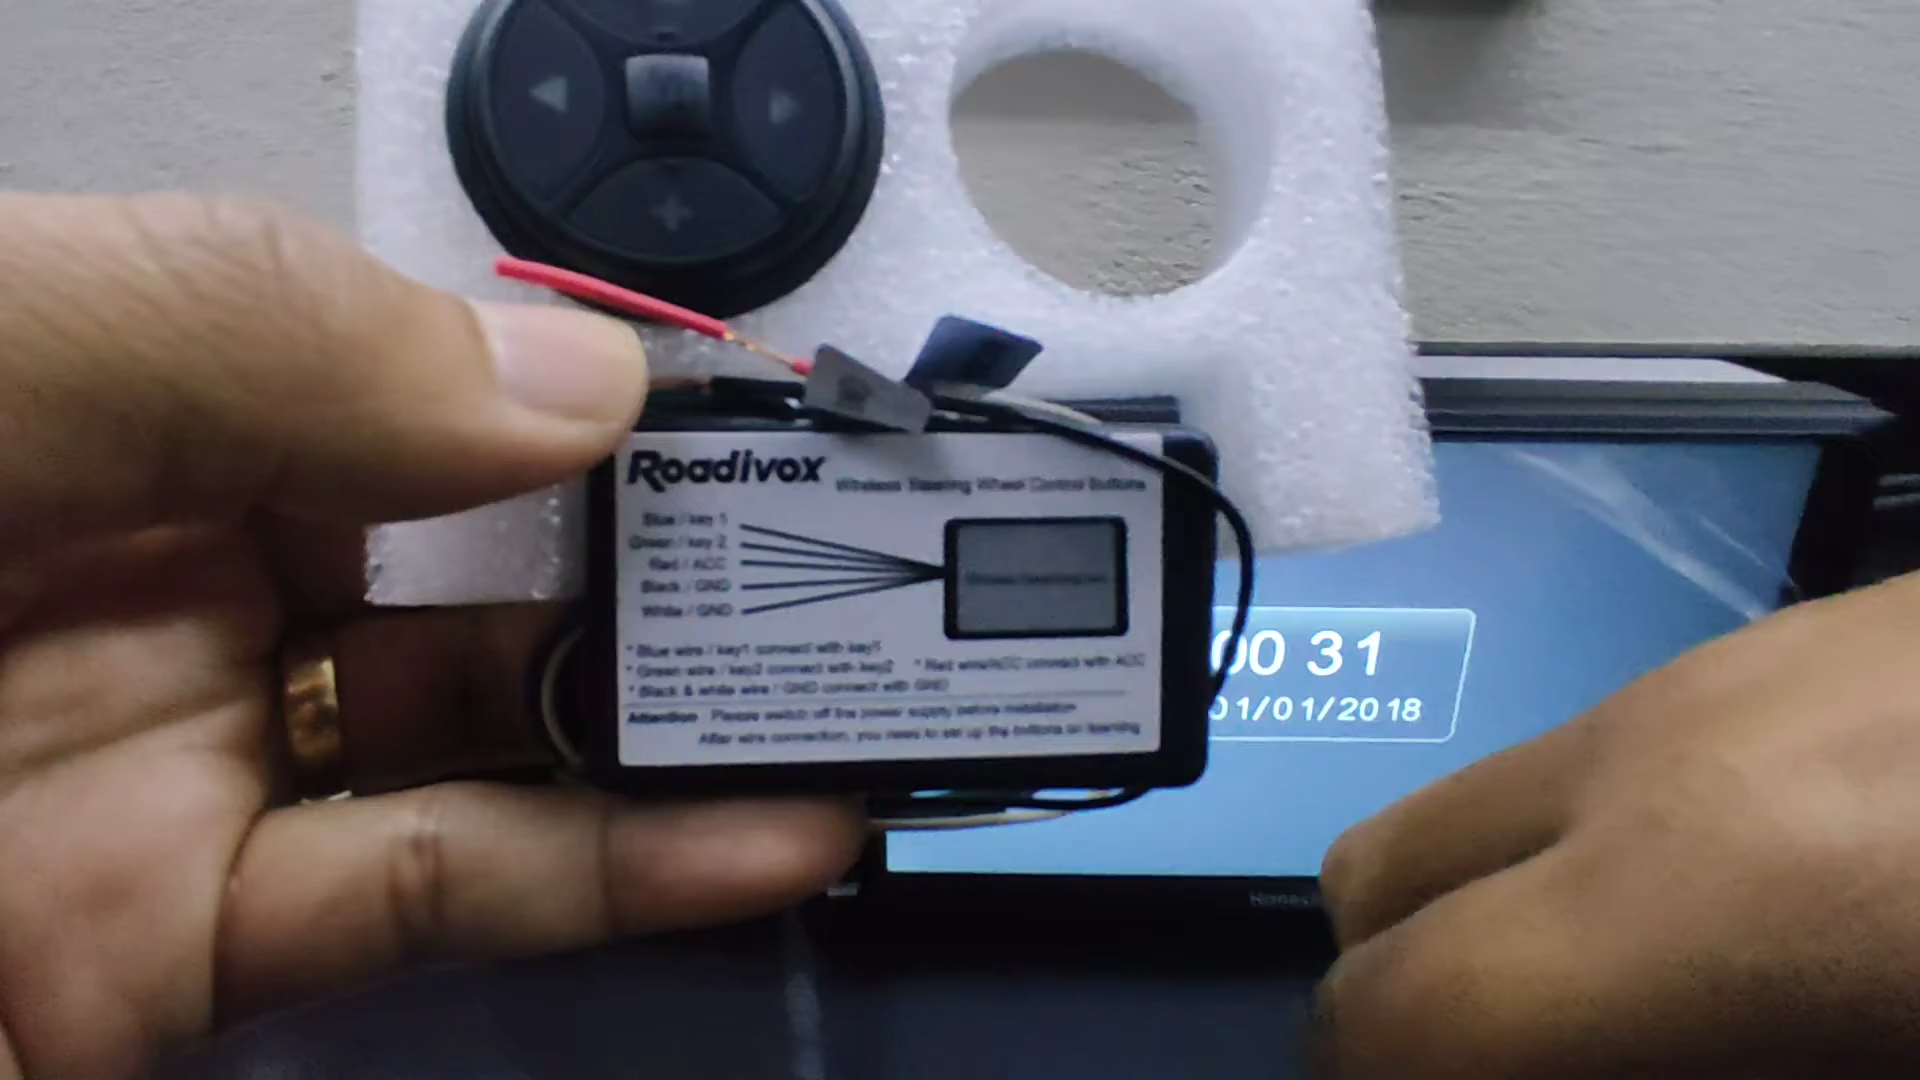 Roadivox Wireless Steering Wheel Control Buttons
Blue / key 1
Green / key 2
Red / ACC
Black / GND
White / GND
* Blue wire / key1 connect with key1
* Green wire / key2 connect with key2 * Red wire/ACC connect with ACC
* Black & white wire / GND connect with GND
Attention : Please switch off the power supply before installation
After wire connection, you need to set up the buttons on learning
00 31
01/01/2018